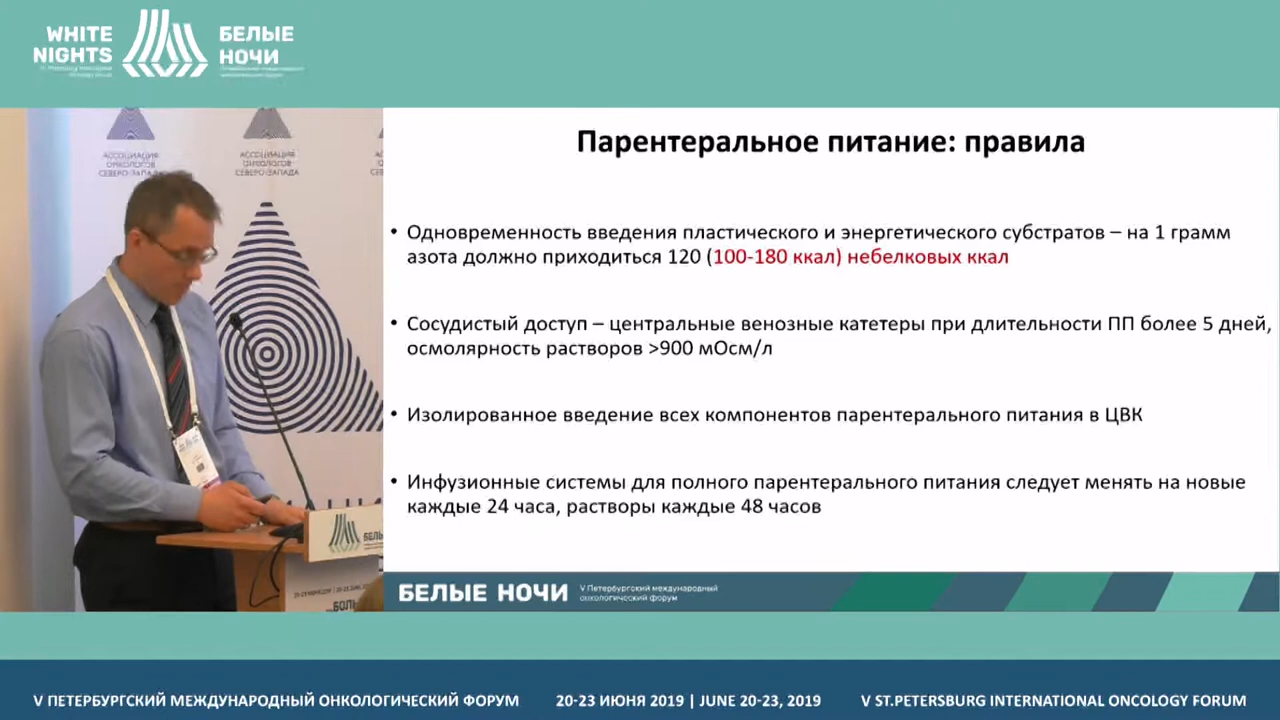 WHITE
NIGHTS
БЕЛЫЕ
НОЧИ
АССОЦИАЦИЯ
ОНКОЛОГОВ
СЕВЕРО-ЗАПАДА
АССОЦИАЦИЯ
ОНКОЛОГОВ
СЕВЕРО-ЗАПАДА
Парентеральное питание: правила
• Одновременность введения пластического и энергетического субстратов – на 1 грамм
азота должно приходиться 120 (100-180 ккал) небелковых ккал
• Сосудистый доступ – центральные венозные катетеры при длительности ПП более 5 дней,
осмолярность растворов >900 мОсм/л
• Изолированное введение всех компонентов парентерального питания в ЦВК
• Инфузионные системы для полного парентерального питания следует менять на новые
каждые 24 часа, растворы каждые 48 часов
БЕЛЫЕ НОЧИ
V Петербургский международный
онкологический форум
V ПЕТЕРБУРГСКИЙ МЕЖДУНАРОДНЫЙ ОНКОЛОГИЧЕСКИЙ ФОРУМ
20-23 ИЮНЯ 2019 | JUNE 20-23, 2019
V ST.PETERSBURG INTERNATIONAL ONCOLOGY FORUM